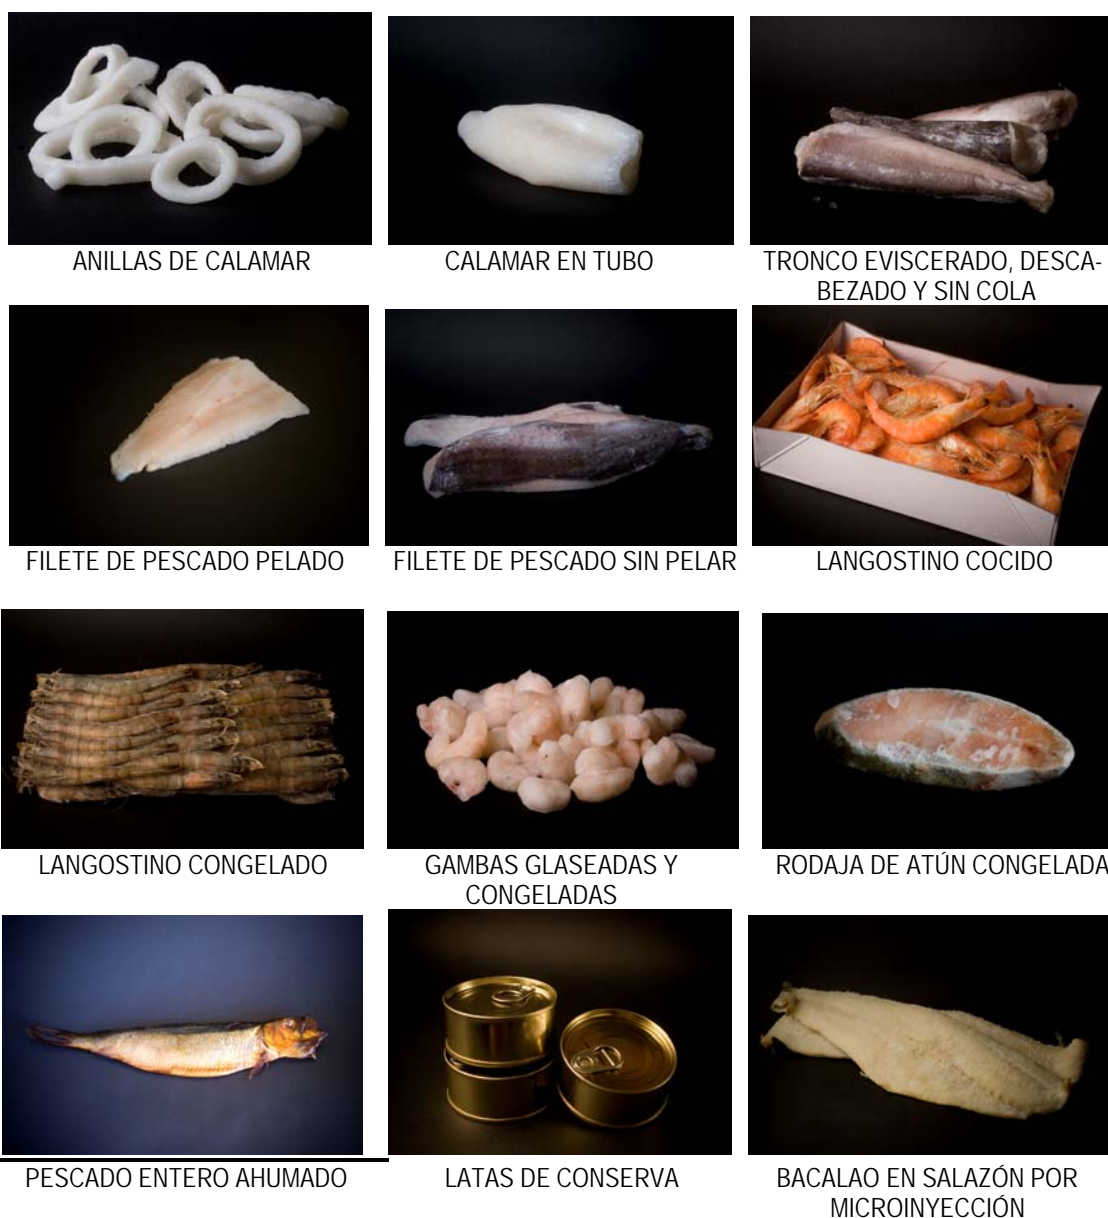 ANILLAS DE CALAMAR
CALAMAR EN TUBO
TRONCO EVISCERADO, DESCA-
BEZADO Y SIN COLA
FILETE DE PESCADO PELADO
FILETE DE PESCADO SIN PELAR
LANGOSTINO COCIDO
LANGOSTINO CONGELADO
GAMBAS GLASEADAS Y
CONGELADAS
RODAJA DE ATÚN CONGELADA
PESCADO ENTERO AHUMADO
LATAS DE CONSERVA
BACALAO EN SALAZÓN POR
MICROINYECCIÓN